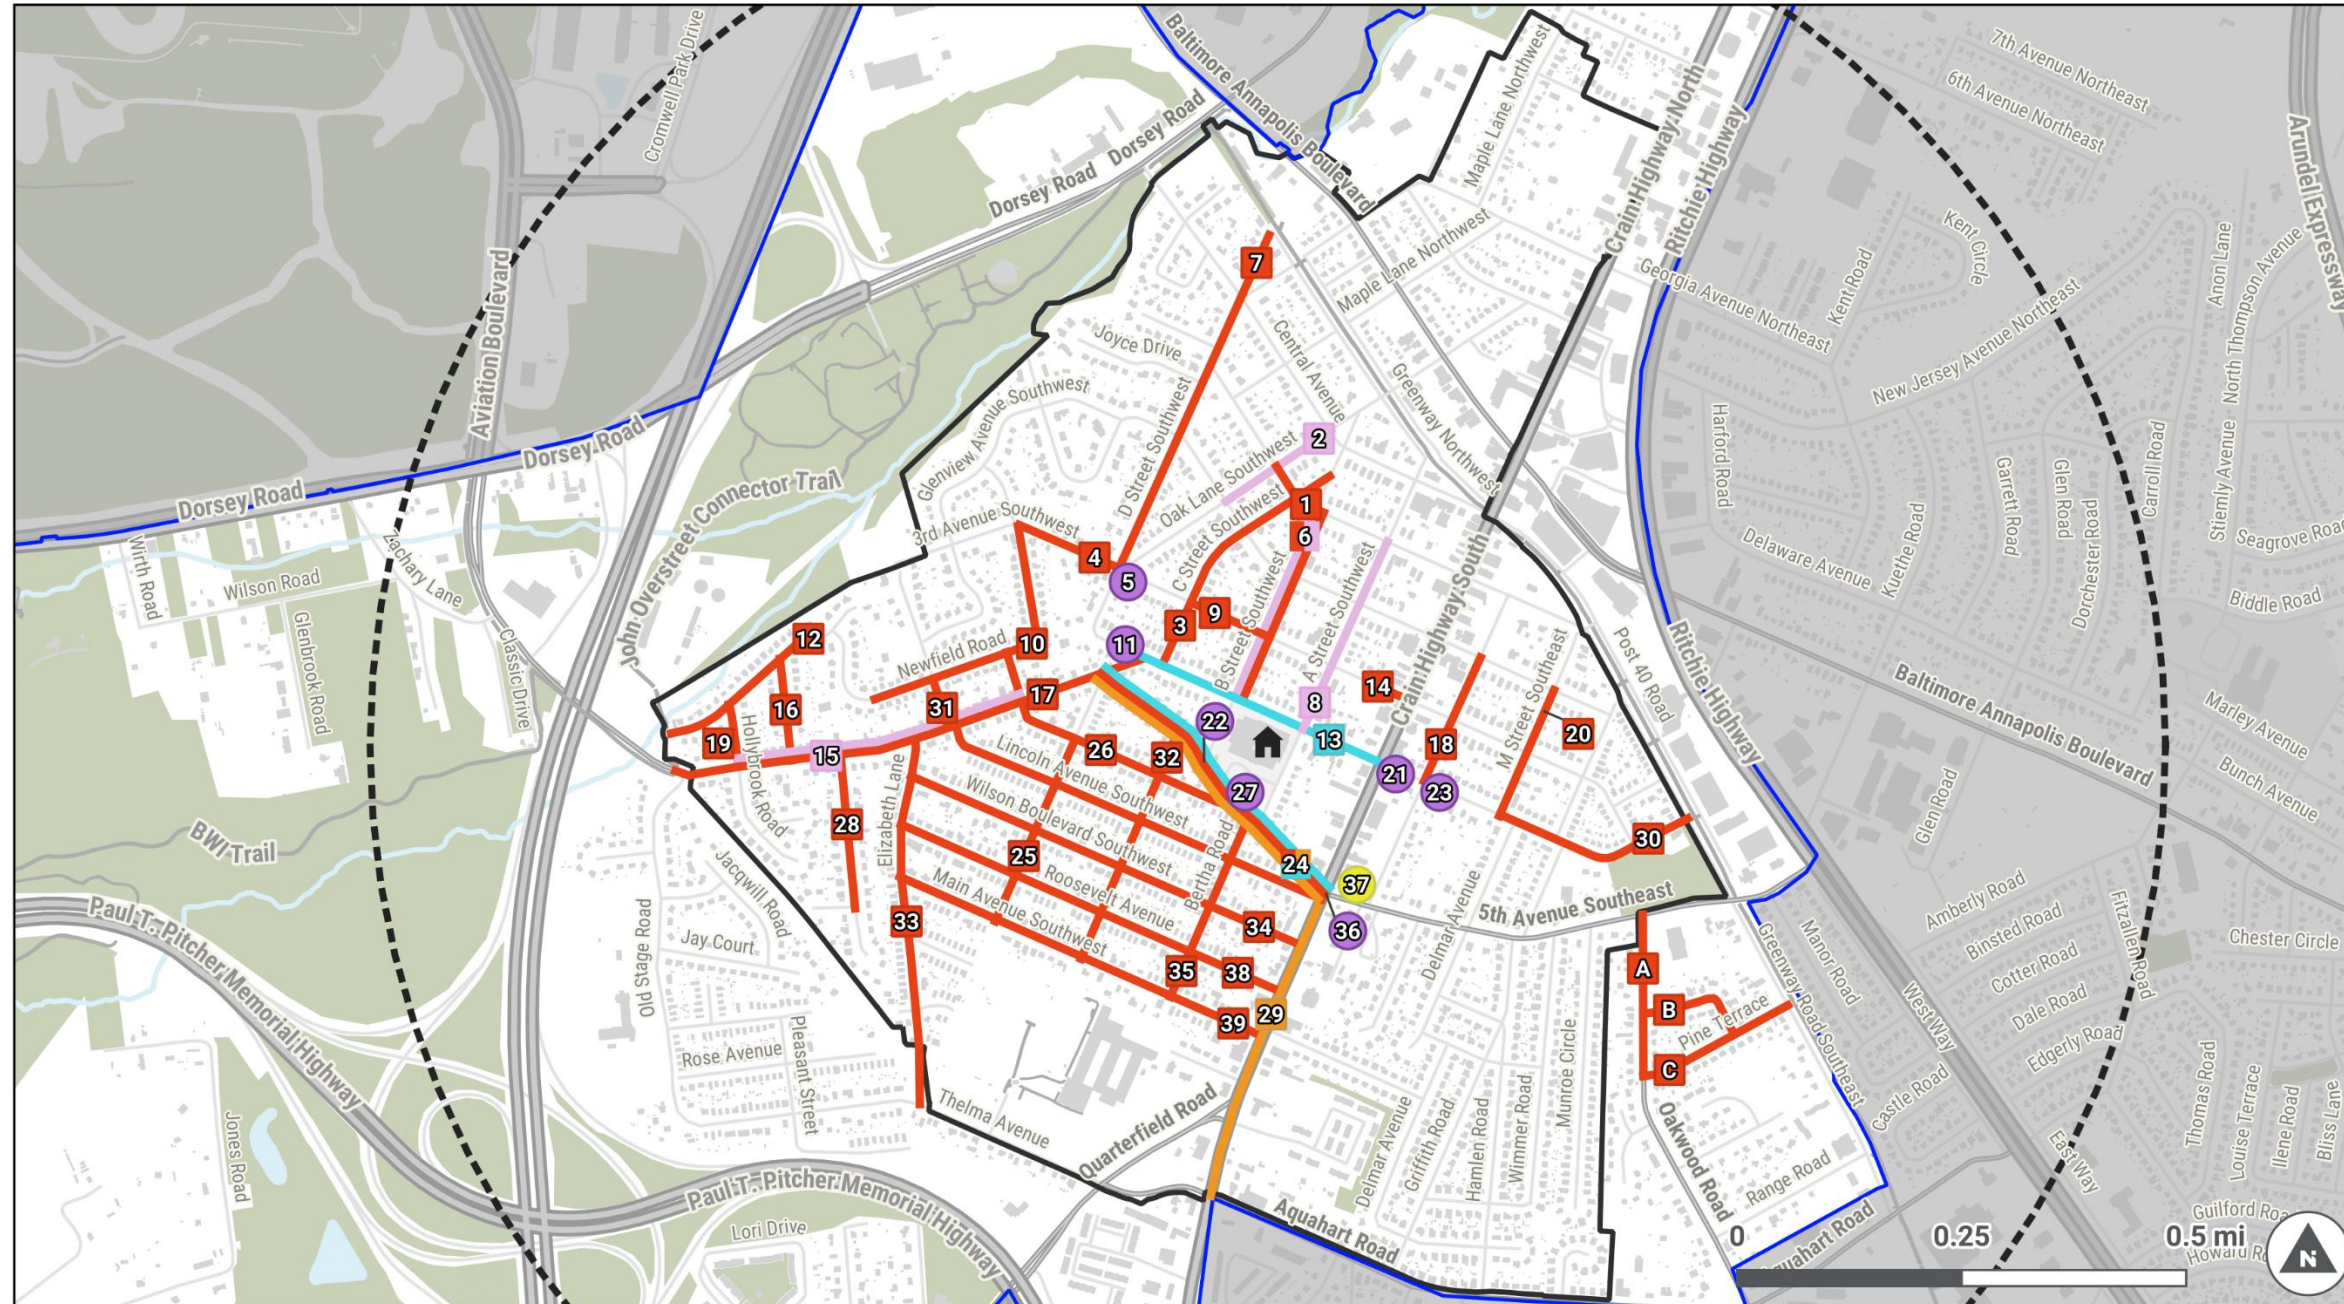 Cromwell Park Drive
Baltimore Annapolis Boulevard
Maple Lane Northwest
Crain Highway North
Ritchie Highway
7th Avenue Northeast
6th Avenue Northeast
Arundel Expressway
Dorsey Road
Dorsey Road
Aviation Boulevard
7
Maple Lane Northwest
Georgia Avenue Northeast
Kent Road
Kent Circle
Anon Lane
North Thompson Avenue
New Jersey Avenue Northeast
Joyce Drive
Central Avenue
Greenway Northwest
Glenview Avenue Southwest
D Street Southwest
Oak Lane Southwest
2
Harford Road
Garrett Road
Glen Road
Dorchester Road
Carroll Road
Stiemly Avenue
Dorsey Road
Dorsey Road
John Overstreet Connector Trail
3rd Avenue Southwest
C Street Southwest
1
6
Kuethe Road
Delaware Avenue
Seagrove Road
Wirth Road
Wilson Road
Zachary Lane
Glenbrook Road
Classic Drive
4
5
B Street Southwest
A Street Southwest
Crain Highway South
Biddle Road
12
Newfield Road
10
11
3
9
M Street Southeast
Post 40 Road
Ritchie Highway
Baltimore Annapolis Boulevard
Marley Avenue
Bunch Avenue
16
31
17
14
8
19
Hollybrook Road
15
26
32
22
13
18
20
21
27
23
Glen Road
Lincoln Avenue Southwest
Elizabeth Lane
28
Wilson Boulevard Southwest
25
Roosevelt Avenue
Bertha Road
24
37
30
BWI Trail
Jacqwill Road
Main Avenue Southwest
5th Avenue Southeast
Amberly Road
Binsted Road
Fitzallen Road
Chester Circle
Paul T. Pitcher Memorial Highway
Old Stage Road
Jay Court
33
34
36
Delmar Avenue
A
Greenway Road Southeast
Manor Road
Cotter Road
35
38
B
Pine Terrace
West Way
Dale Road
39
29
Edgerly Road
Rose Avenue
Pleasant Street
C
Castle Road
Thomas Road
Louise Terrace
Ilene Road
Bliss Lane
Jones Road
Thelma Avenue
Quarterfield Road
Delmar Avenue
Griffith Road
Hamlen Road
Wimmer Road
Munroe Circle
Oakwood Road
Range Road
East Way
Paul T. Pitcher Memorial Highway
Lori Drive
Aquahart Road
Aquahart Road
Guilford Road
0
0.25
0.5 mi
Howard
N